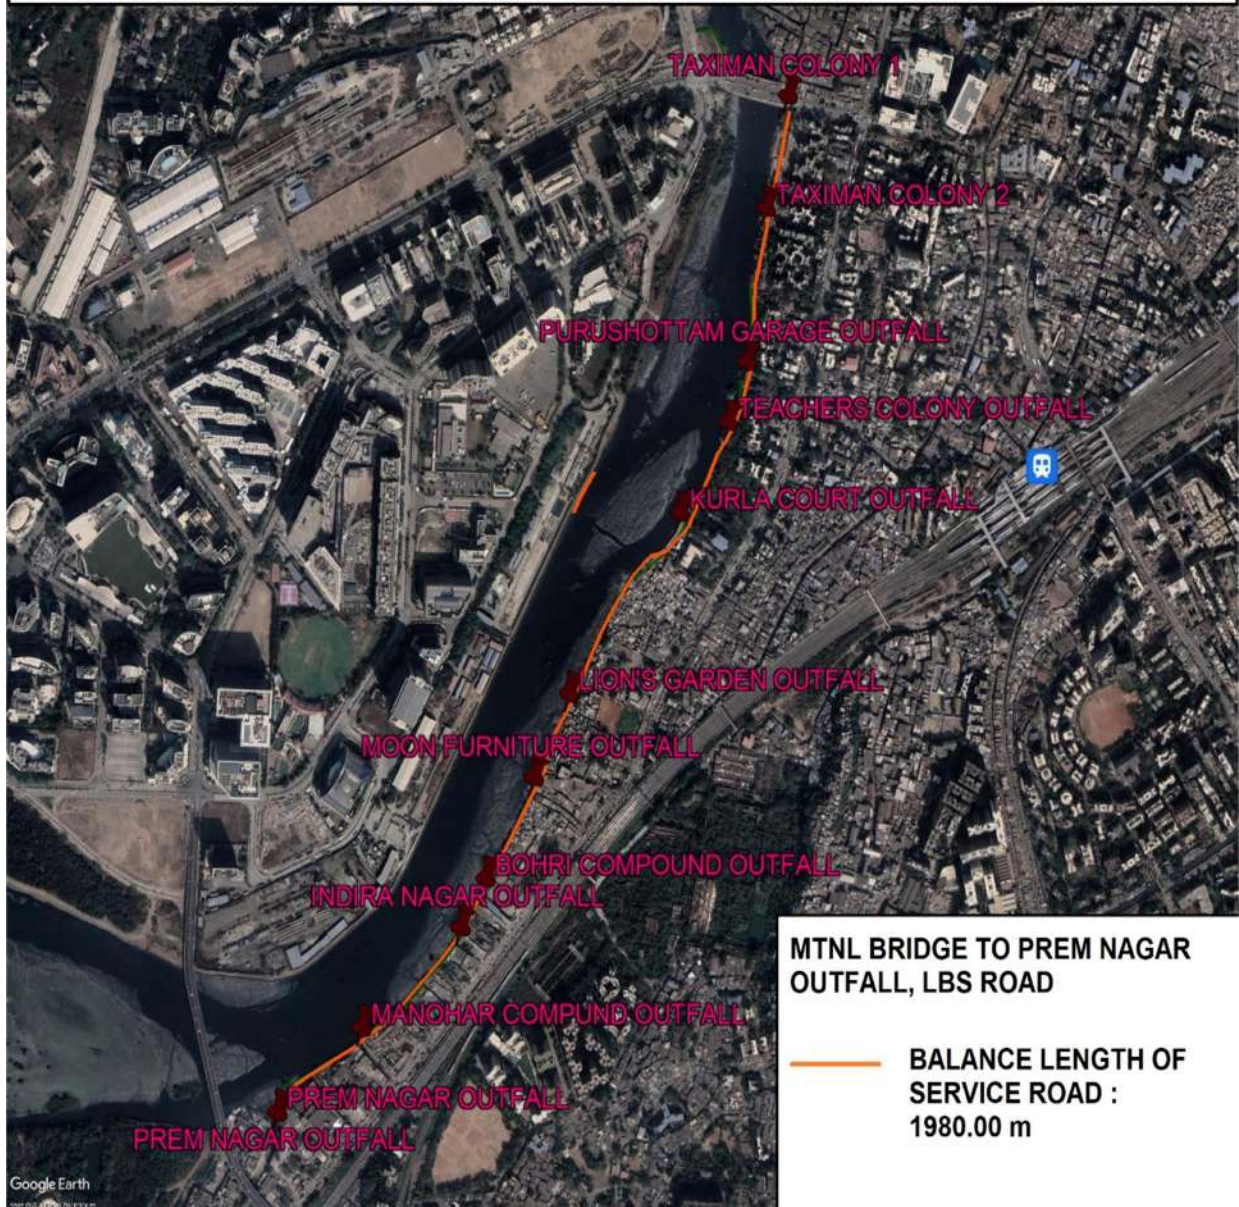 TAXIMAN COLONY 1
TAXIMAN COLONY 2
PURUSHOTTAM GARAGE OUTFALL
TEACHERS COLONY OUTFALL
KURLA COURT OUTFALL
LION'S GARDEN OUTFALL
MOON FURNITURE OUTFALL
BOHRI COMPOUND OUTFALL
INDIRA NAGAR OUTFALL
MANOHAR COMPUND OUTFALL
PREM NAGAR OUTFALL
PREM NAGAR OUTFALL
MTNL BRIDGE TO PREM NAGAR
OUTFALL, LBS ROAD
BALANCE LENGTH OF
SERVICE ROAD :
1980.00 m
Google Earth